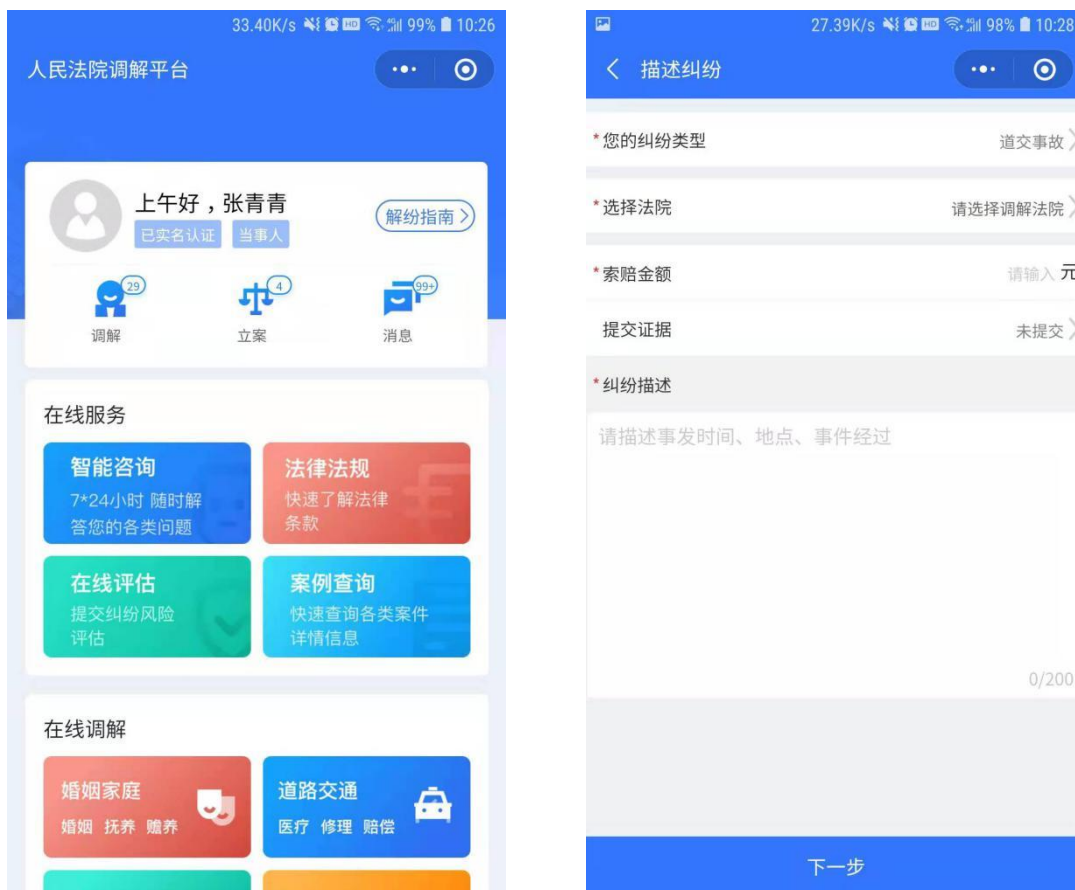 33.40K/s HD 99% 10:26
人民法院调解平台
上午好，张青青
已实名认证 当事人
解纷指南
29
4
99+
调解
立案
消息
在线服务
智能咨询
7*24小时 随时解
答您的各类问题
法律法规
快速了解法律
条款
在线评估
提交纠纷风险
评估
案例查询
快速查询各类案件
详情信息
在线调解
婚姻家庭
婚姻 抚养 赡养
道路交通
医疗 修理 赔偿
27.39K/s HD 98% 10:28
描述纠纷
*您的纠纷类型 道交事故
*选择法院 请选择调解法院
*索赔金额 请输入 元
提交证据 未提交
*纠纷描述
请描述事发时间、地点、事件经过
0/200
下一步